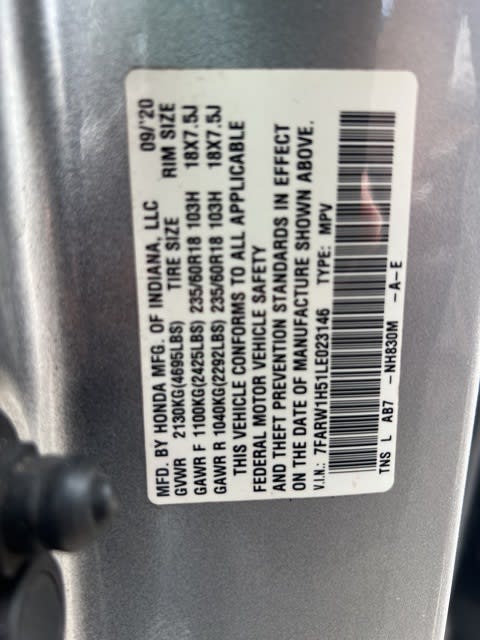 MFD. BY HONDA MFG. OF INDIANA, LLC 09/'20
GVWR 2130KG(4695LBS) TIRE SIZE RIM SIZE
GAWR F 1100KG(2425LBS) 235/60R18 103H 18X7.5J
GAWR R 1040KG(2292LBS) 235/60R18 103H 18X7.5J
THIS VEHICLE CONFORMS TO ALL APPLICABLE
FEDERAL MOTOR VEHICLE SAFETY
AND THEFT PREVENTION STANDARDS IN EFFECT
ON THE DATE OF MANUFACTURE SHOWN ABOVE.
V.I.N.: 7FARW1H51LE023146 TYPE: MPV
TNS L AB7 -NH830M -A-E